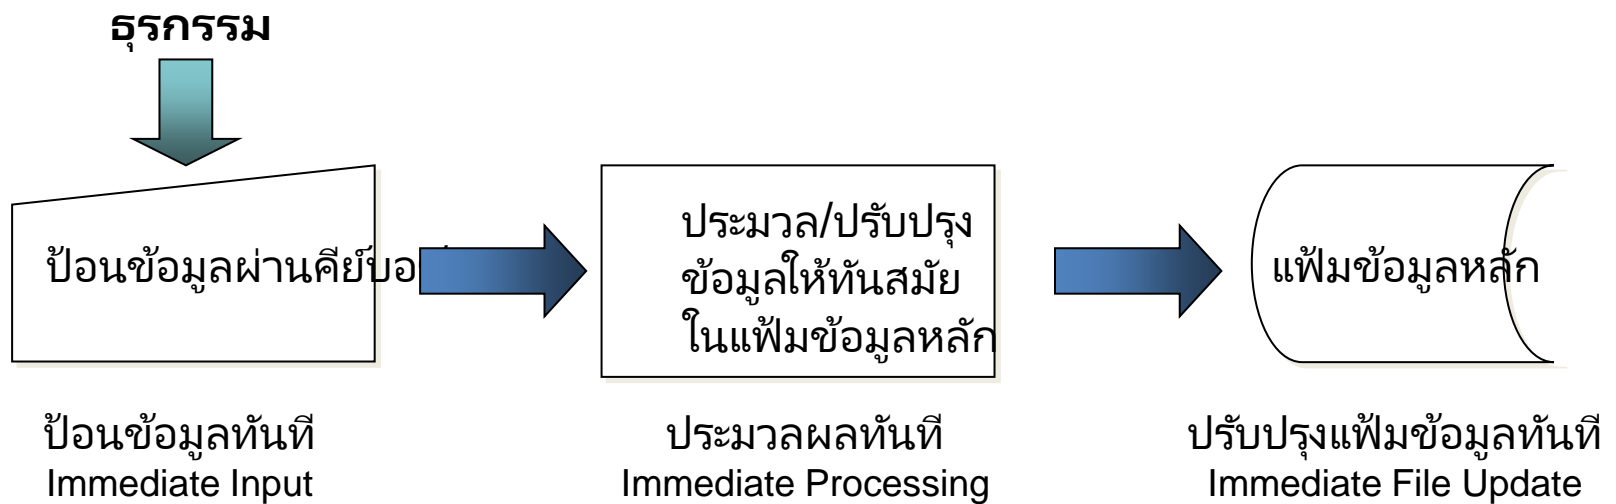 ธุรกรรม
ป้อนข้อมูลผ่านคีย์บอ
ประมวล/ปรับปรุง
ข้อมูลให้ทันสมัย
ในแฟ้มข้อมูลหลัก
แฟ้มข้อมูลหลัก
ป้อนข้อมูลทันที
Immediate Input
ประมวลผลทันที
Immediate Processing
ปรับปรุงแฟ้มข้อมูลทันที
Immediate File Update